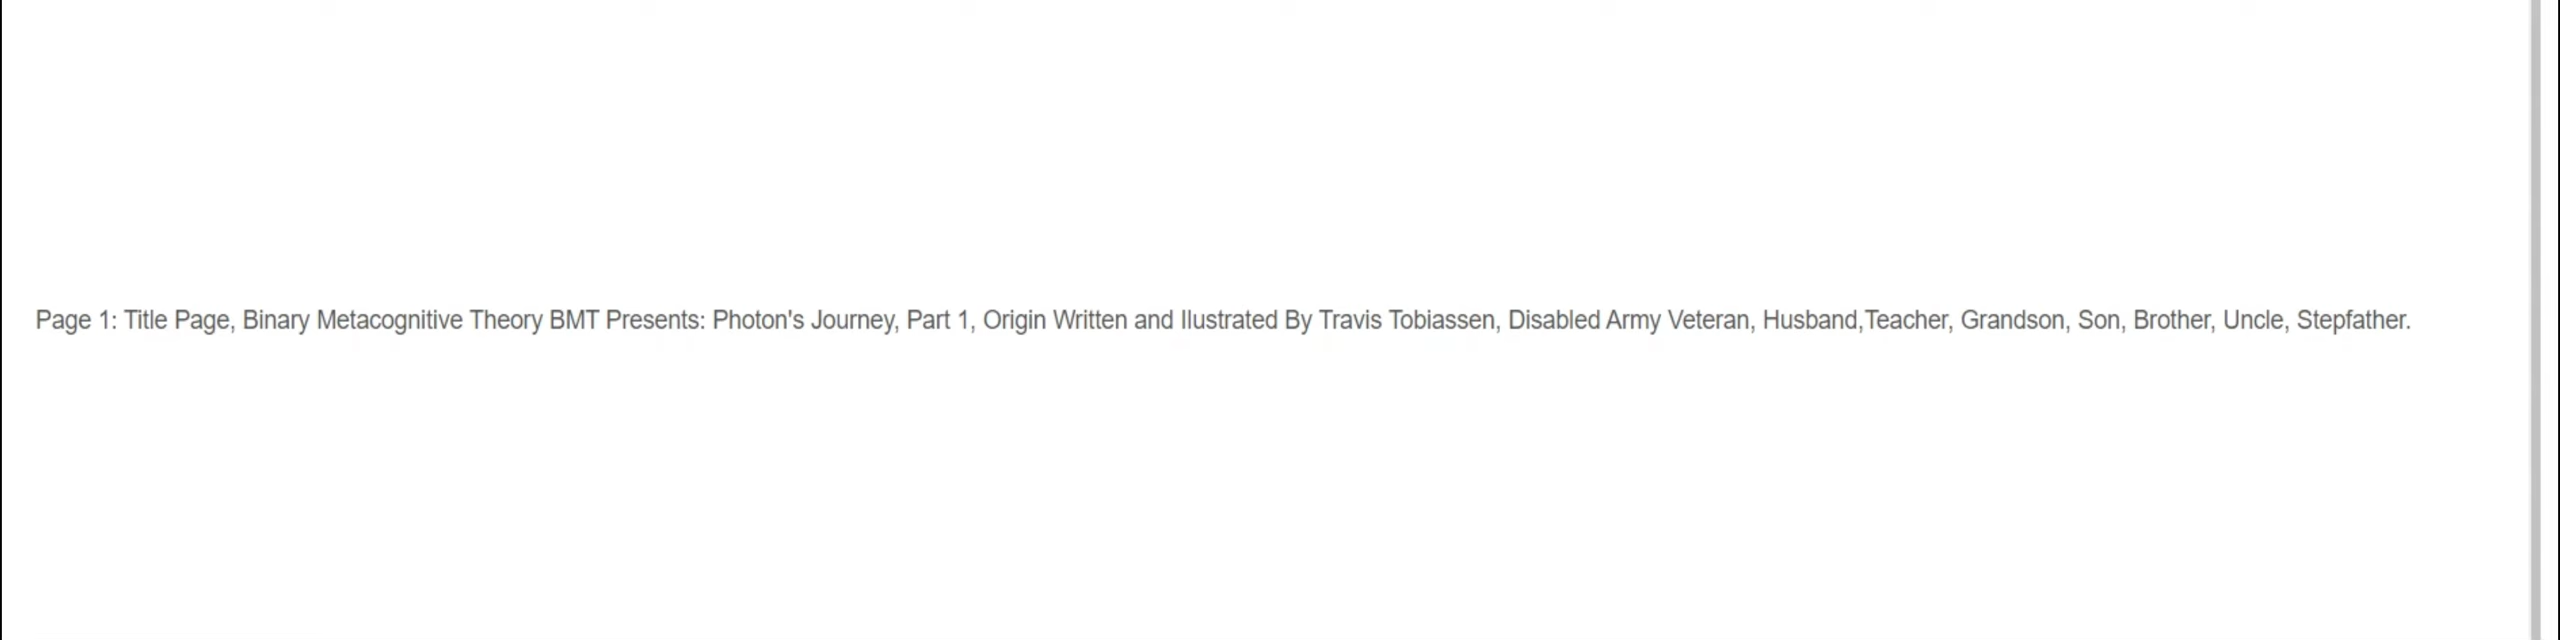 Page 1: Title Page, Binary Metacognitive Theory BMT Presents: Photon's Journey, Part 1, Origin Written and Ilustrated By Travis Tobiassen, Disabled Army Veteran, Husband,Teacher, Grandson, Son, Brother, Uncle, Stepfather.